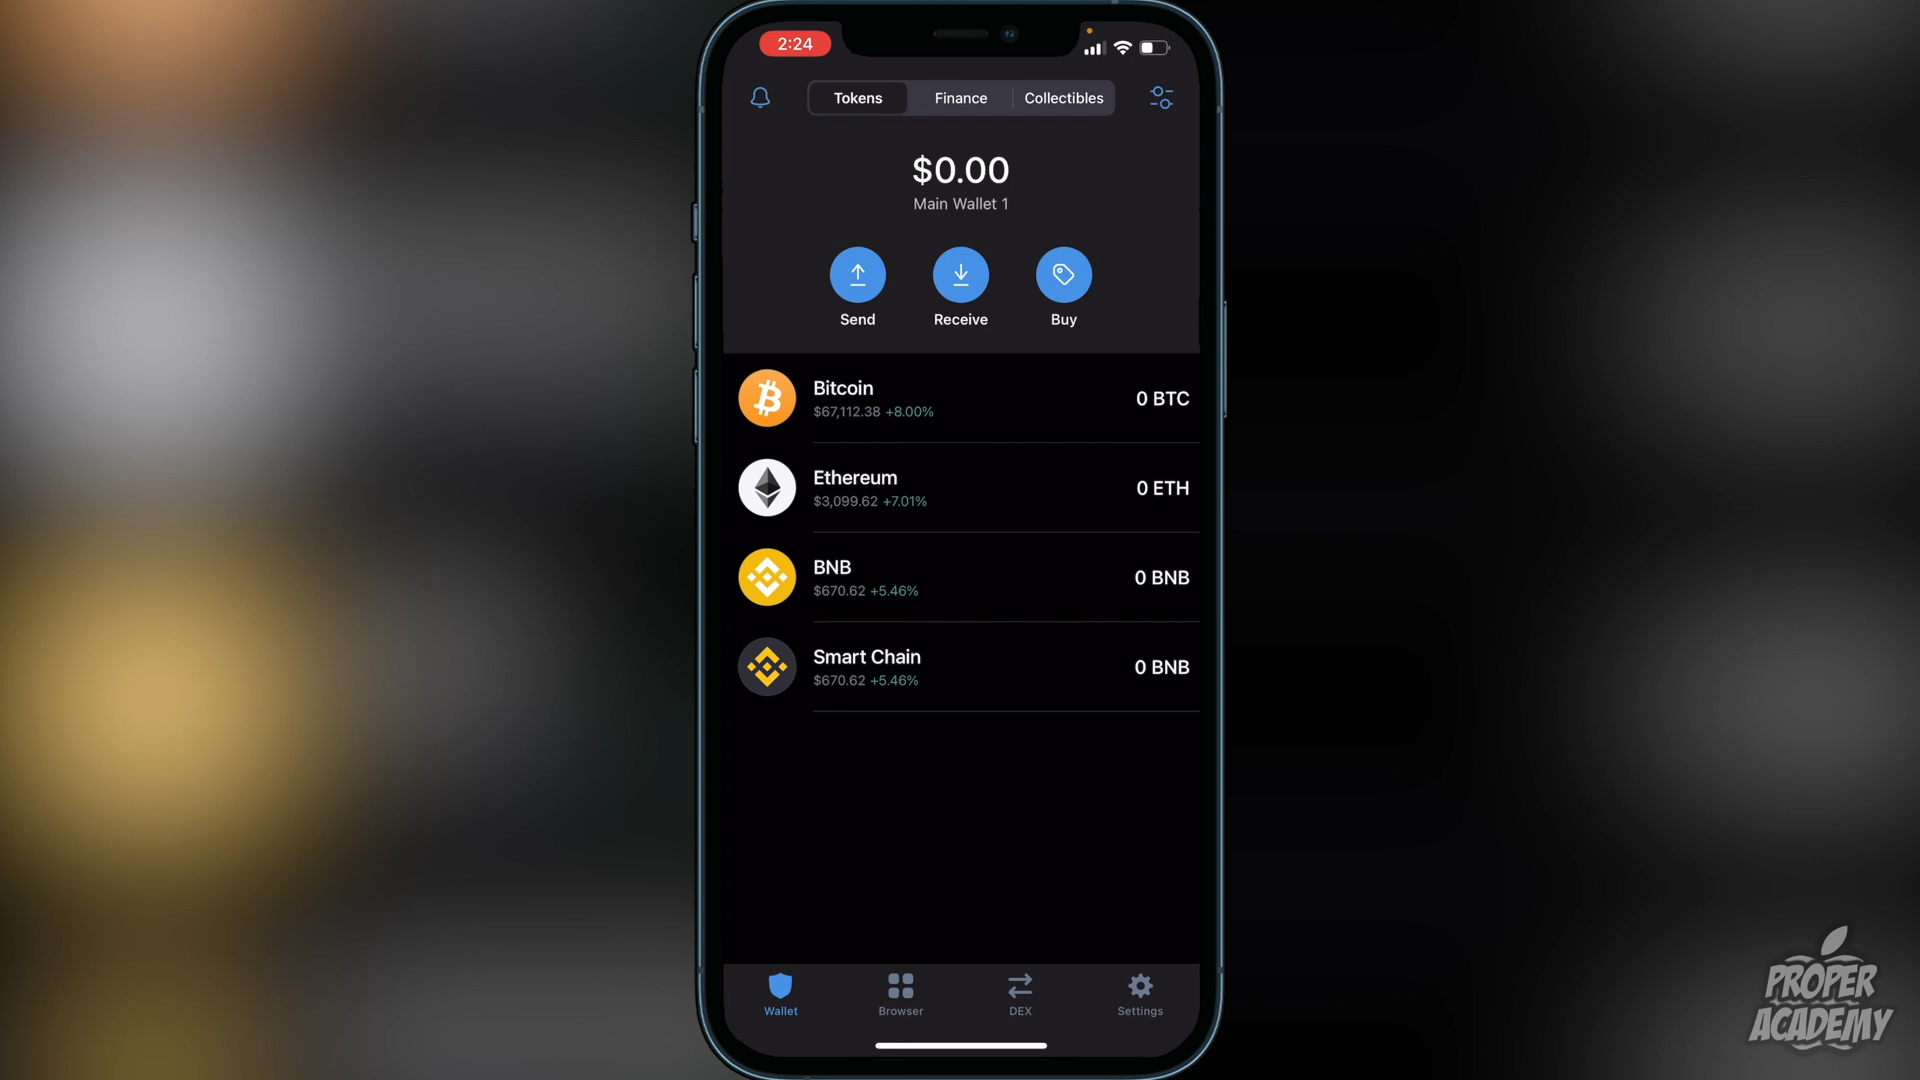 2:24
Tokens
Finance
Collectibles
$0.00
Main Wallet 1
Send
Receive
Buy
Bitcoin
0 BTC
$67,112.38 +8.00%
Ethereum
0 ETH
$3,099.62 +7.01%
BNB
0 BNB
$670.62 +5.46%
Smart Chain
0 BNB
$670.62 +5.46%
Wallet
Browser
DEX
Settings
PROPER
ACADEMY